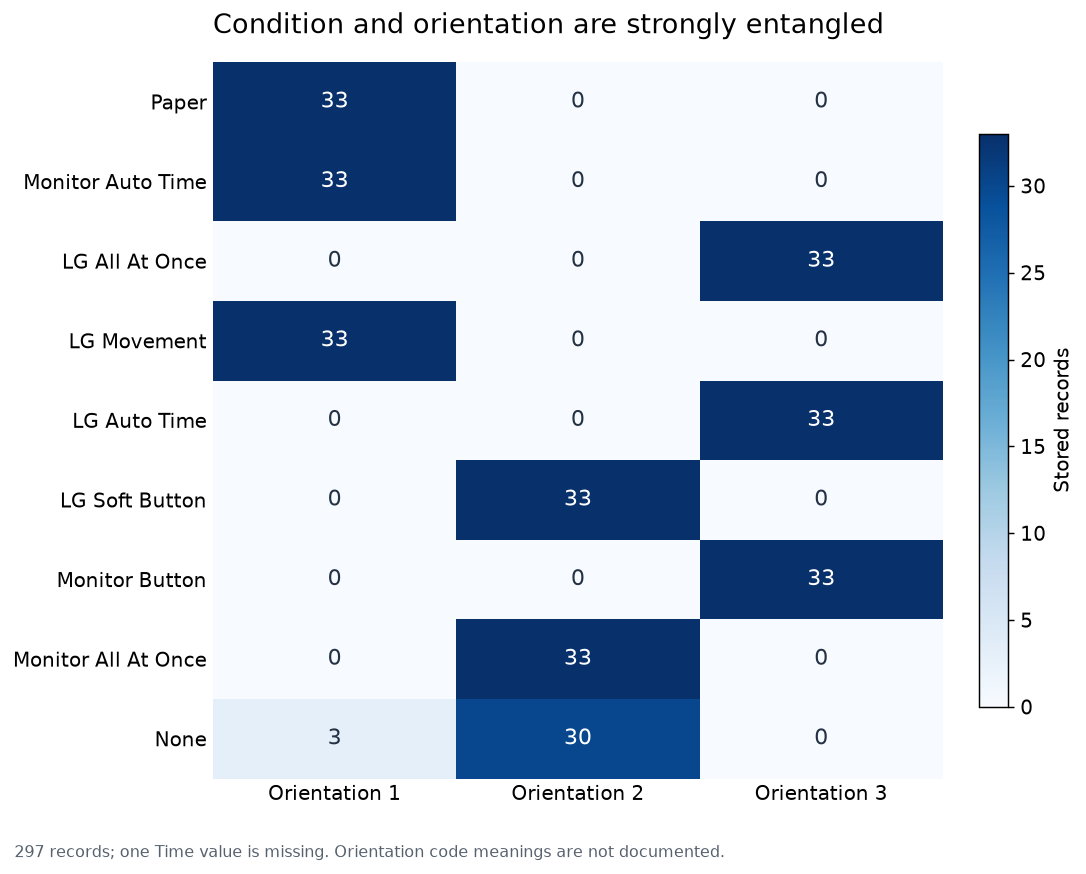 Condition and orientation are strongly entangled
Paper 33 0 0
Monitor Auto Time 33 0 0
LG All At Once 0 0 33
LG Movement 33 0 0
LG Auto Time 0 0 33
LG Soft Button 0 33 0
Monitor Button 0 0 33
Monitor All At Once 0 33 0
None 3 30 0
Orientation 1 Orientation 2 Orientation 3
30
25
20
15
10
5
0
Stored records
297 records; one Time value is missing. Orientation code meanings are not documented.